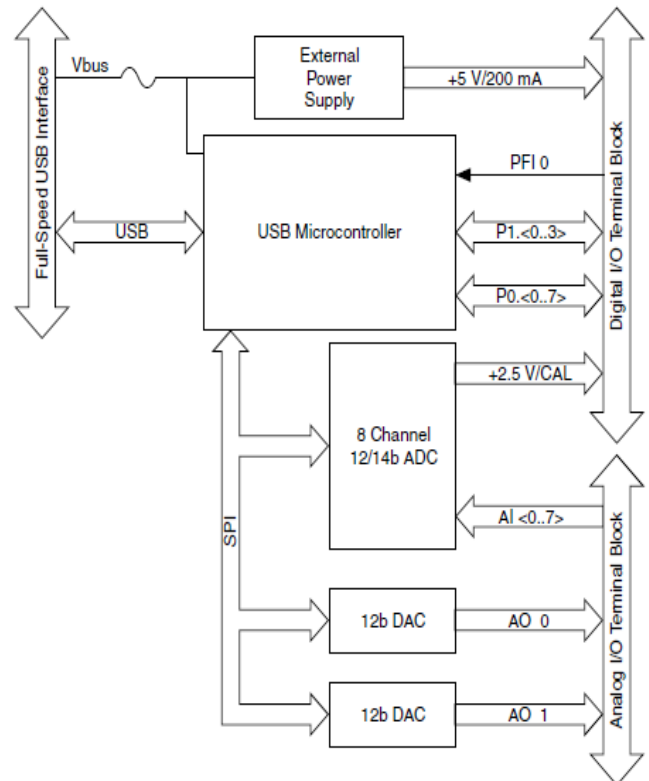 Vbus
External
Power
Supply
+5 V/200 mA
Full-Speed USB Interface
USB
USB Microcontroller
PFI 0
P1.<0..3>
P0.<0..7>
Digital I/O Terminal Block
+2.5 V/CAL
8 Channel
12/14b ADC
AI <0..7>
SPI
12b DAC
AO 0
12b DAC
AO 1
Analog I/O Terminal Block